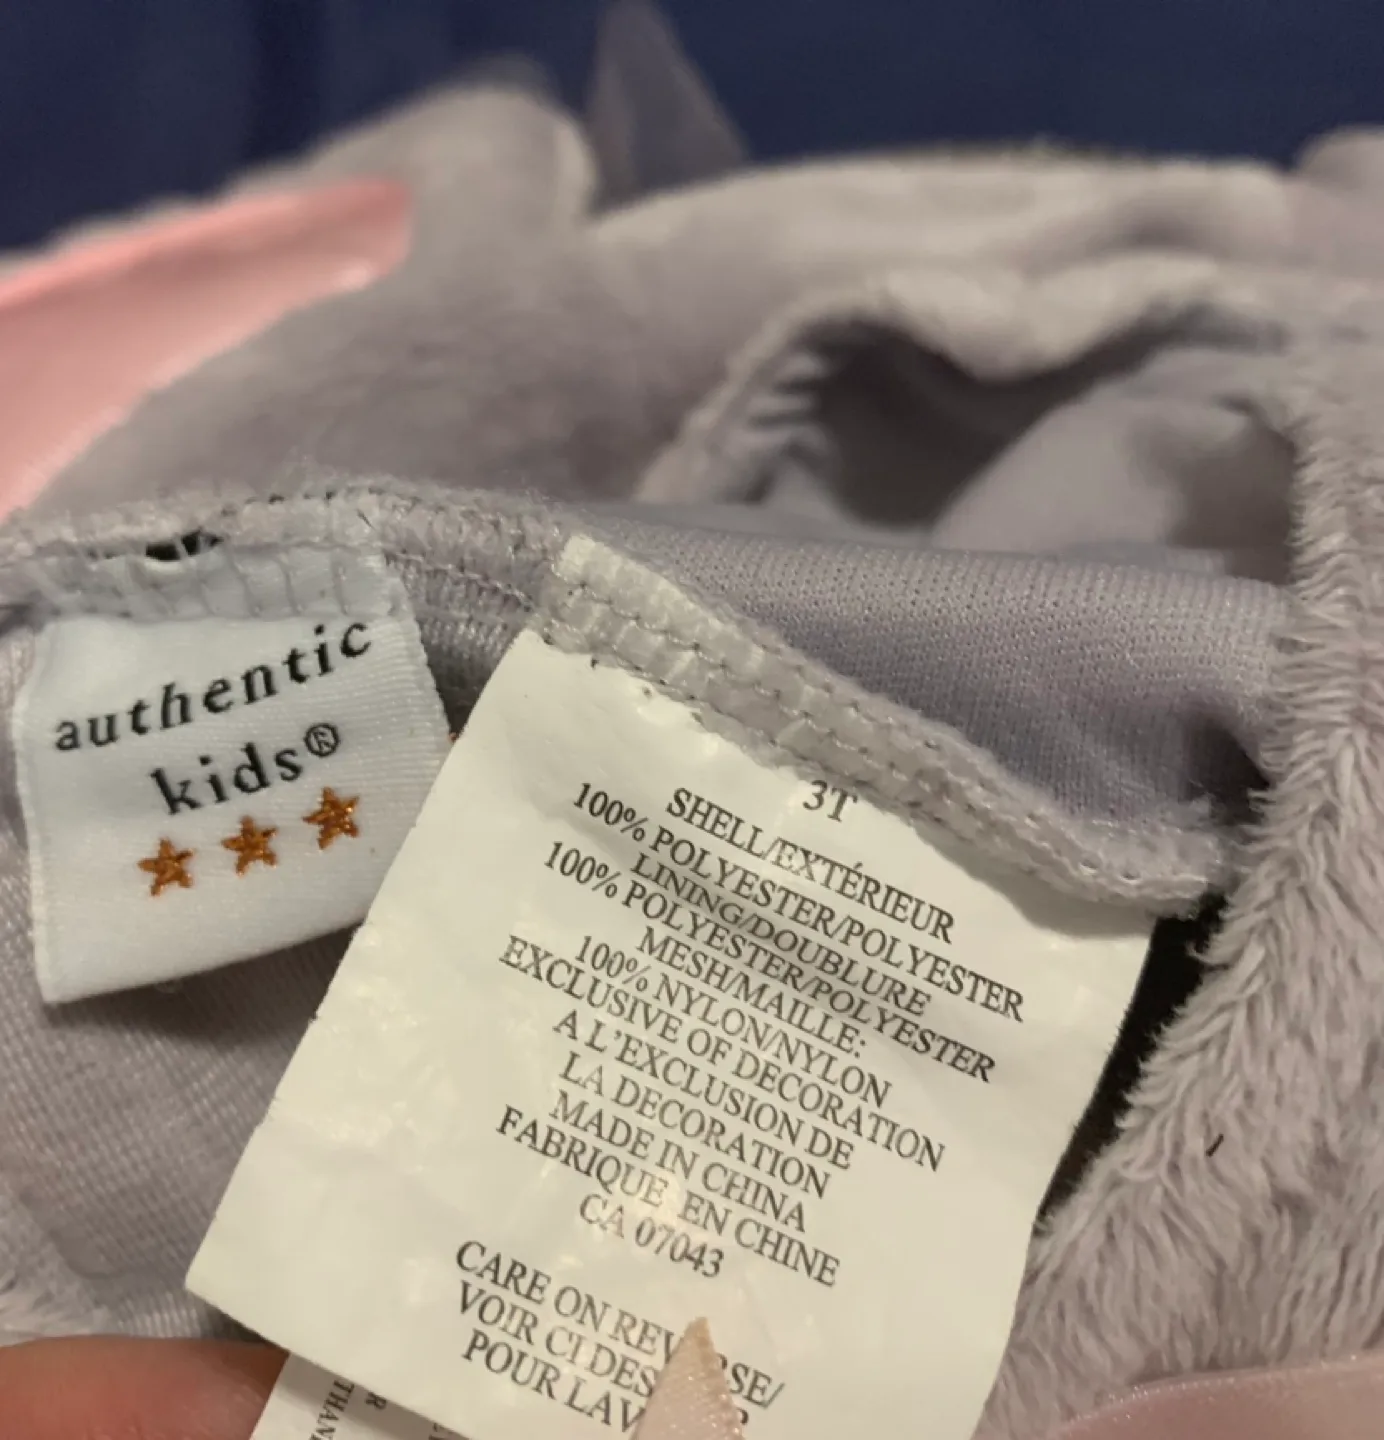 authentic
kids®
3T
SHELL/EXTÉRIEUR
100% POLYESTER/POLYESTER
LINING/DOUBLURE
100% POLYESTER/POLYESTER
MESH/MAILLE:
100% NYLON/NYLON
EXCLUSIVE OF DECORATION
A L'EXCLUSION DE
LA DECORATION
MADE IN CHINA
FABRIQUE EN CHINE
CA 07043
CARE ON REVERSE/
VOIR CI DES
POUR LAV